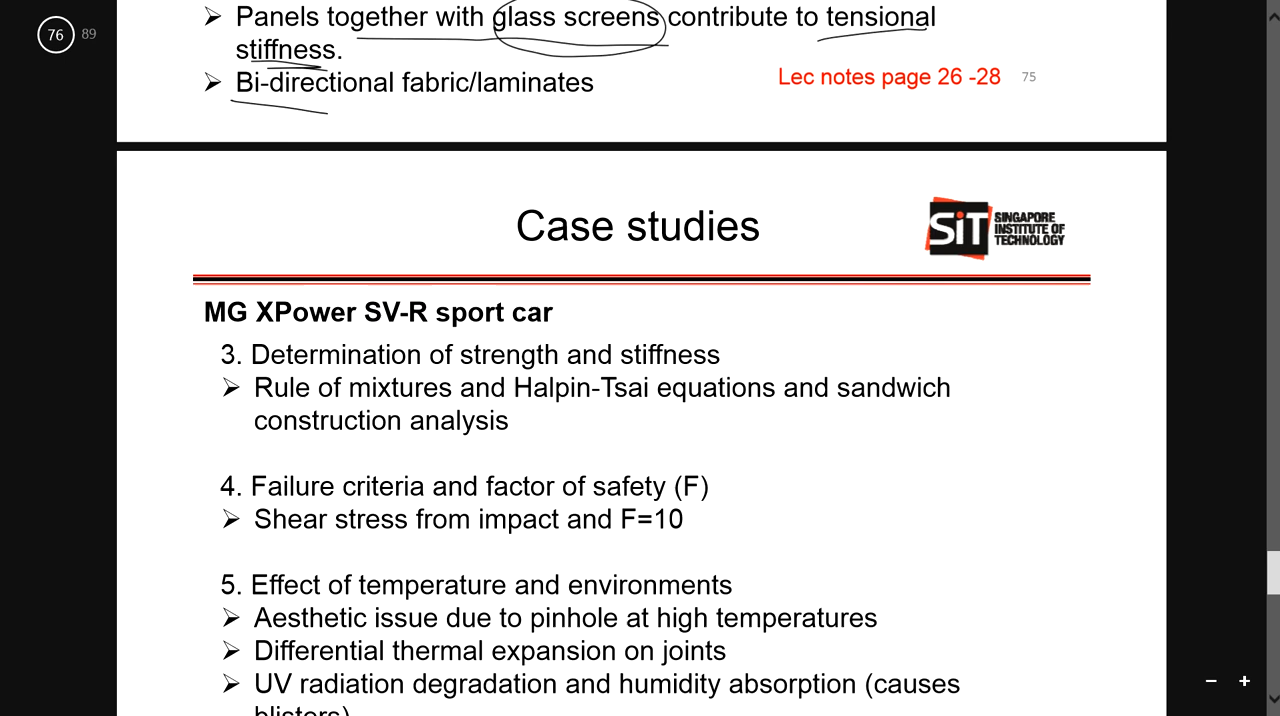 76 89
➢ Panels together with glass screens contribute to tensional
stiffness.
➢ Bi-directional fabric/laminates
Lec notes page 26 -28 75
Case studies
SiT SINGAPORE
INSTITUTE OF
TECHNOLOGY
MG XPower SV-R sport car
3. Determination of strength and stiffness
➢ Rule of mixtures and Halpin-Tsai equations and sandwich
construction analysis
4. Failure criteria and factor of safety (F)
➢ Shear stress from impact and F=10
5. Effect of temperature and environments
➢ Aesthetic issue due to pinhole at high temperatures
➢ Differential thermal expansion on joints
➢ UV radiation degradation and humidity absorption (causes
blisters)